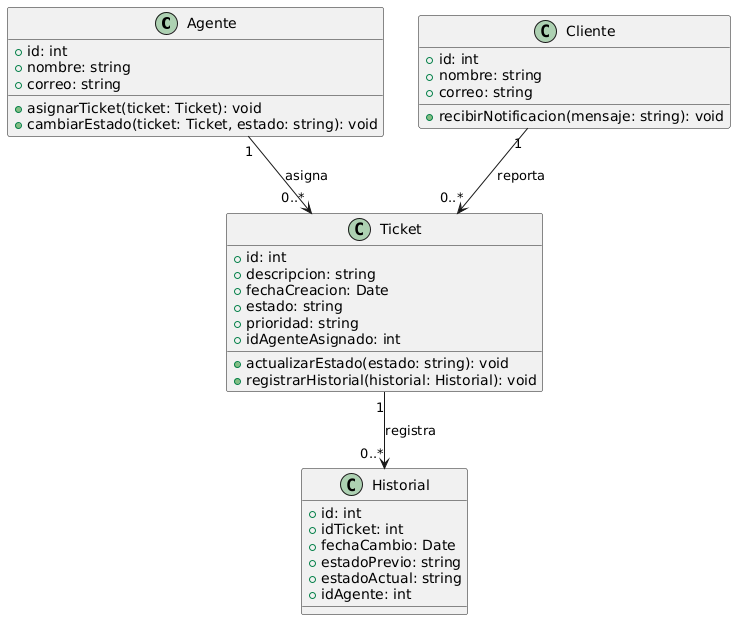 C Agente
+ id: int
+ nombre: string
+ correo: string
+ asignarTicket(ticket: Ticket): void
+ cambiarEstado(ticket: Ticket, estado: string): void
C Cliente
+ id: int
+ nombre: string
+ correo: string
+ recibirNotificacion(mensaje: string): void
1
asigna
0..*
1
reporta
0..*
C Ticket
id: int
descripcion: string
fechaCreacion: Date
estado: string
prioridad: string
idAgenteAsignado: int
actualizarEstado(estado: string): void
registrarHistorial(historial: Historial): void
1
registra
0..*
C Historial
id: int
idTicket: int
fechaCambio: Date
estadoPrevio: string
estadoActual: string
idAgente: int